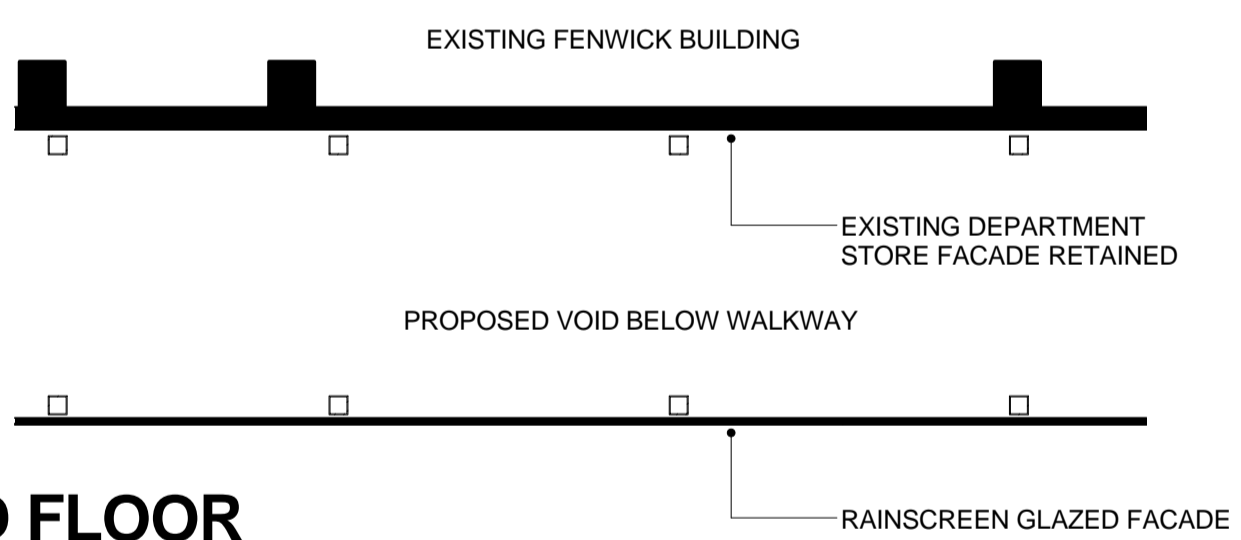 EXISTING FENWICK BUILDING
EXISTING DEPARTMENT
STORE FACADE RETAINED
PROPOSED VOID BELOW WALKWAY
RAINSCREEN GLAZED FACADE
FLOOR